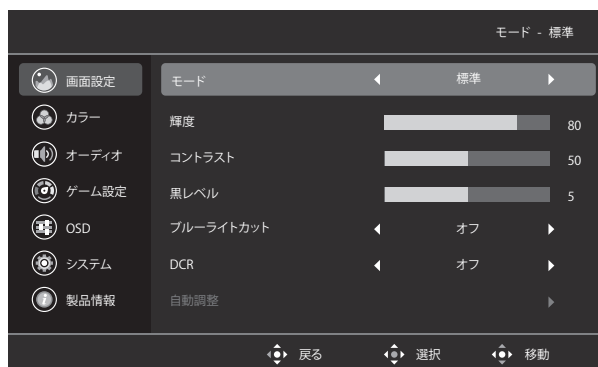 モード - 標準
画面設定
カラー
オーディオ
ゲーム設定
OSD
システム
製品情報
モード 標準
輝度 80
コントラスト 50
黒レベル 5
ブルーライトカット オフ
DCR オフ
自動調整
戻る 選択 移動